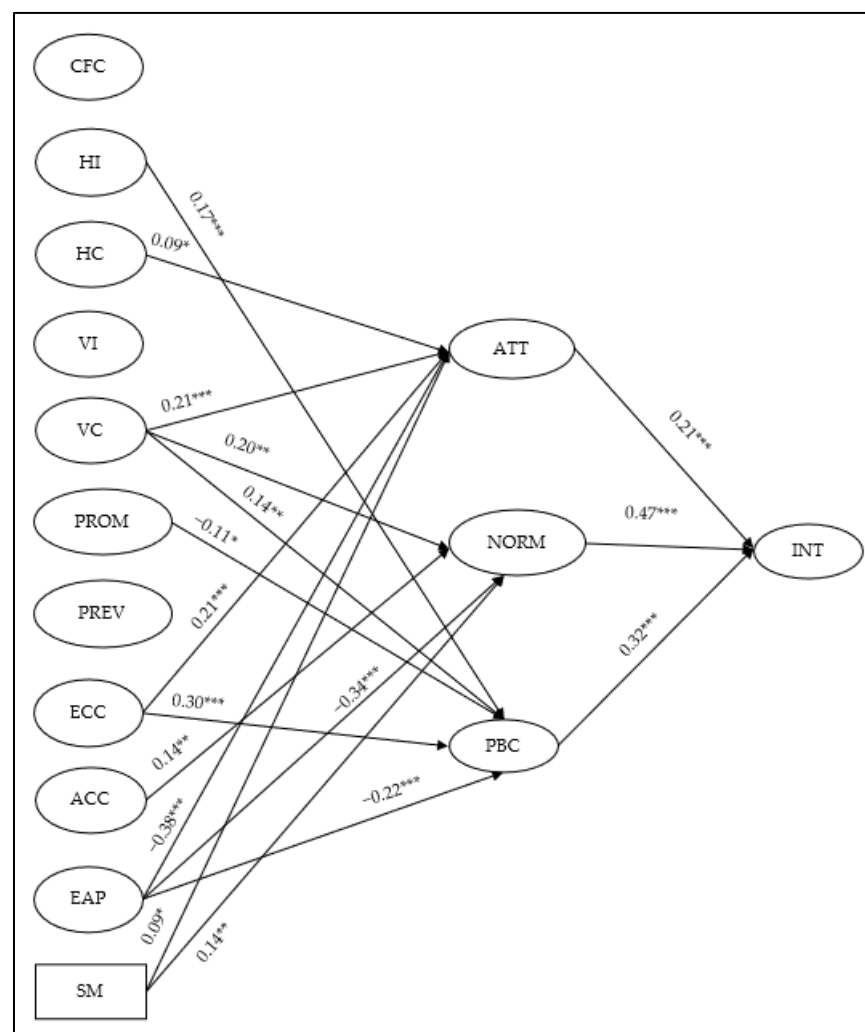 CFC
HI
0.17***
HC
0.09*
VI
ATT
VC
0.21***
0.21***
0.20**
0.14**
PROM
−0.11*
NORM
0.47***
INT
PREV
0.21***
0.32***
ECC
0.30***
−0.34***
PBC
0.14**
ACC
−0.22***
−0.38***
EAP
0.09*
0.14**
SM